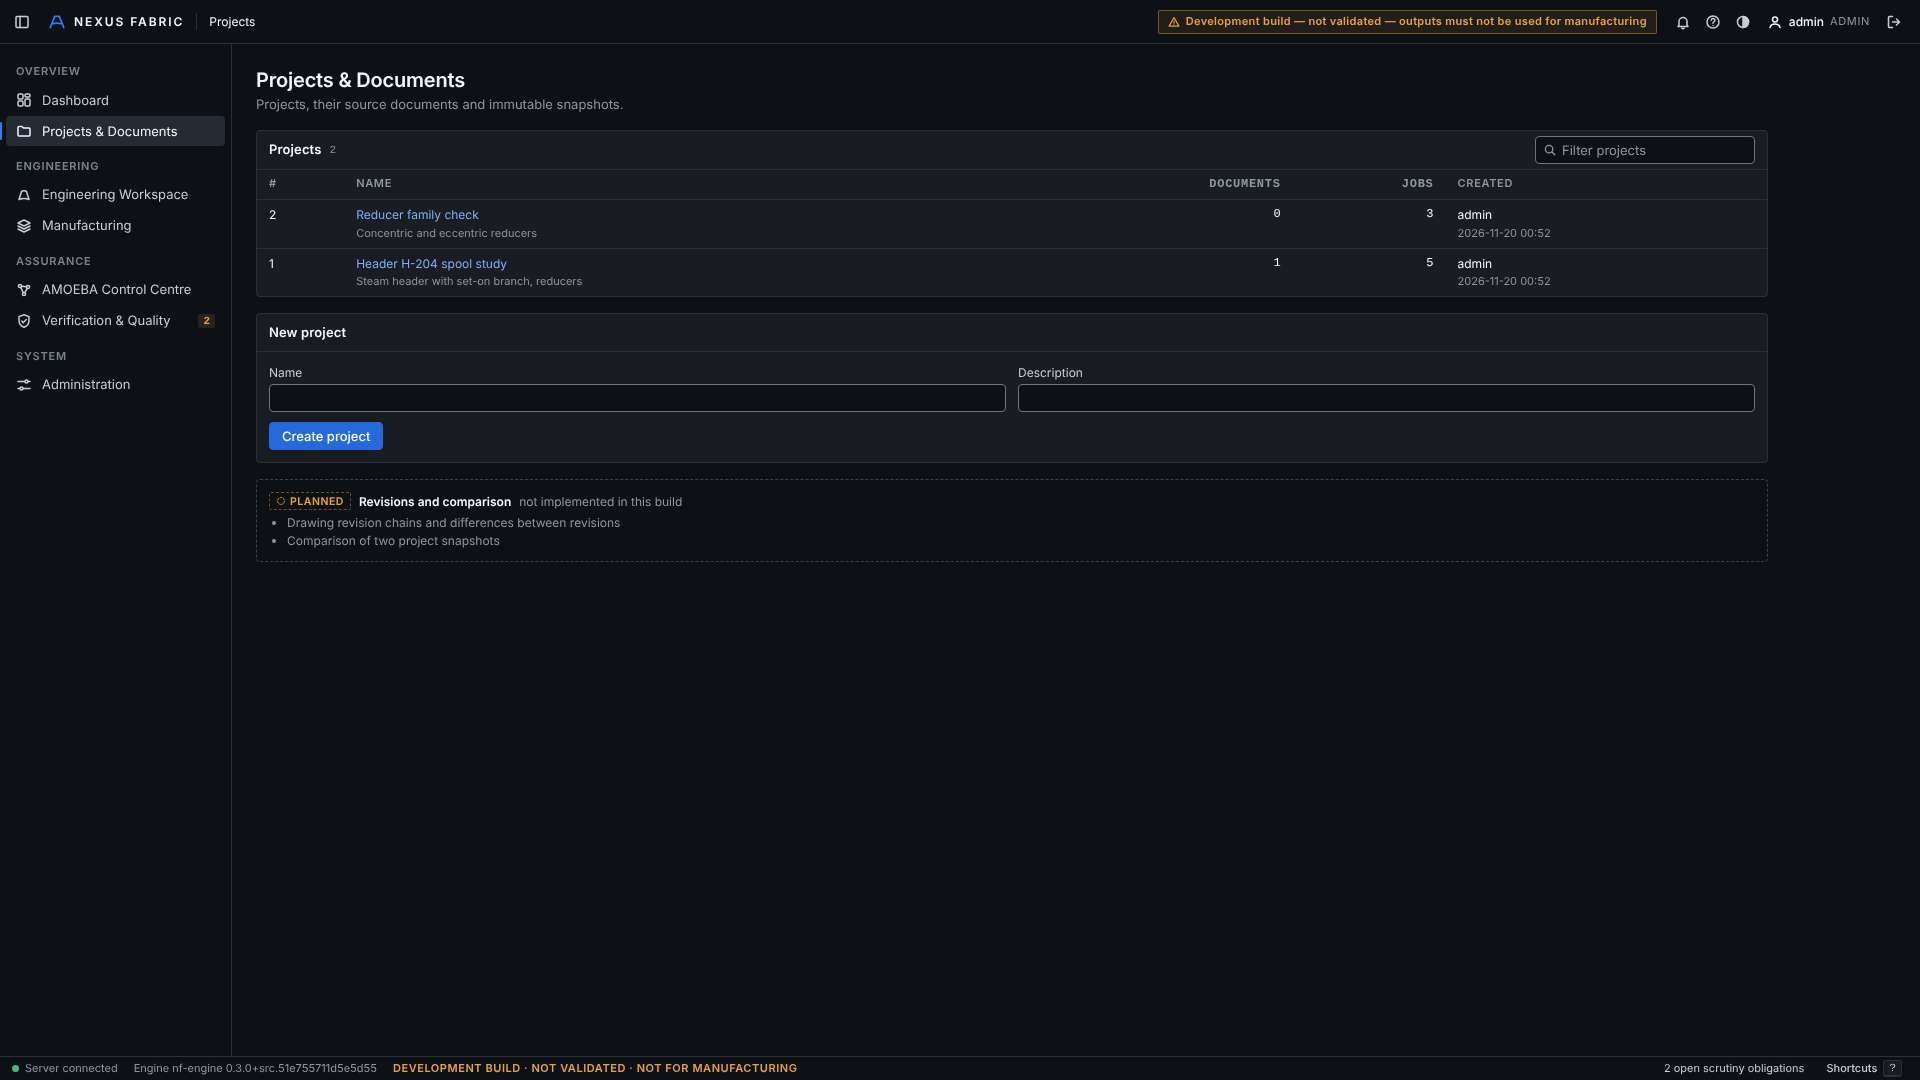 NEXUS FABRIC
Projects
Development build — not validated — outputs must not be used for manufacturing
admin ADMIN
OVERVIEW
Dashboard
Projects & Documents
ENGINEERING
Engineering Workspace
Manufacturing
ASSURANCE
AMOEBA Control Centre
Verification & Quality 2
SYSTEM
Administration
Projects & Documents
Projects, their source documents and immutable snapshots.
Projects 2
Filter projects
# NAME DOCUMENTS JOBS CREATED
2 Reducer family check 0 3 admin
Concentric and eccentric reducers 2026-11-20 00:52
1 Header H-204 spool study 1 5 admin
Steam header with set-on branch, reducers 2026-11-20 00:52
New project
Name Description
Create project
PLANNED Revisions and comparison not implemented in this build
• Drawing revision chains and differences between revisions
• Comparison of two project snapshots
Server connected Engine nf-engine 0.3.0+src.51e755711d5e5d55 DEVELOPMENT BUILD · NOT VALIDATED · NOT FOR MANUFACTURING 2 open scrutiny obligations Shortcuts ?